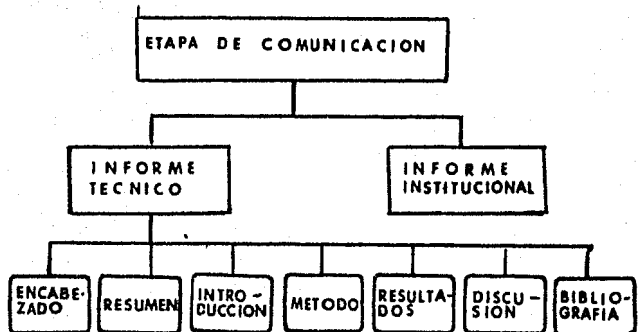 ETAPA DE COMUNICACION
INFORME
TECNICO
INFORME
INSTITUCIONAL
ENCABE-
ZADO
RESUMEN
INTRO-
DUCCION
METODO
RESULTA-
DOS
DISCU-
SION
BIBLIO-
GRAFIA